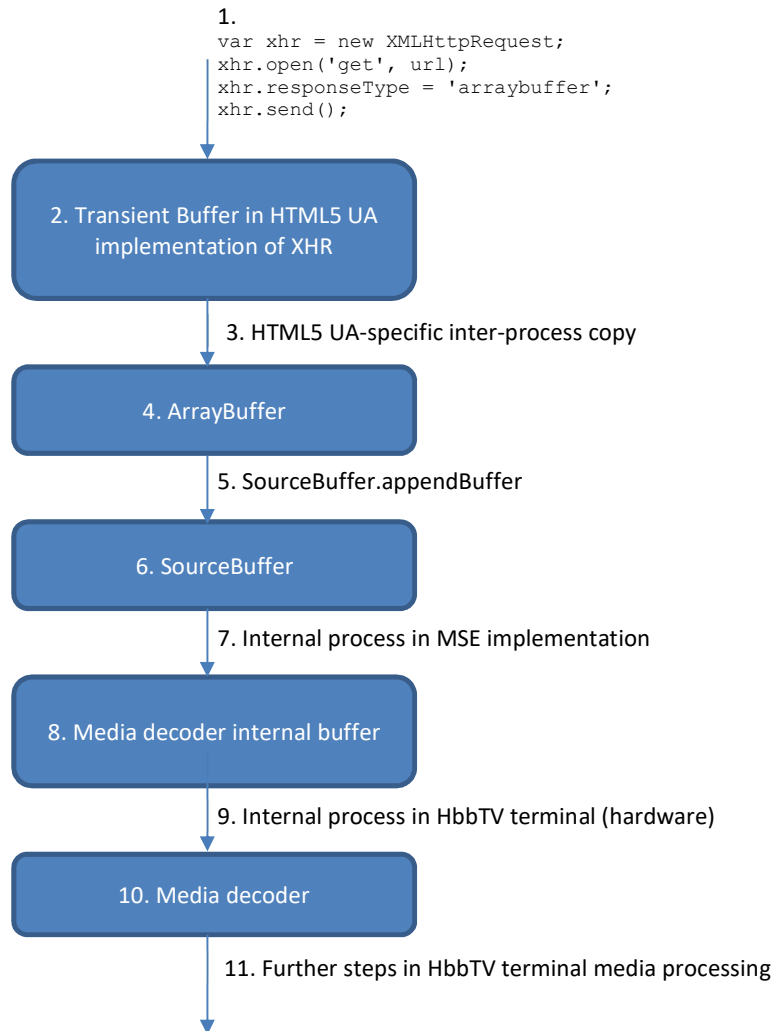 1.
var xhr = new XMLHttpRequest;
xhr.open('get', url);
xhr.responseType = 'arraybuffer';
xhr.send();
2. Transient Buffer in HTML5 UA
implementation of XHR
3. HTML5 UA-specific inter-process copy
4. ArrayBuffer
5. SourceBuffer.appendBuffer
6. SourceBuffer
7. Internal process in MSE implementation
8. Media decoder internal buffer
9. Internal process in HbbTV terminal (hardware)
10. Media decoder
11. Further steps in HbbTV terminal media processing